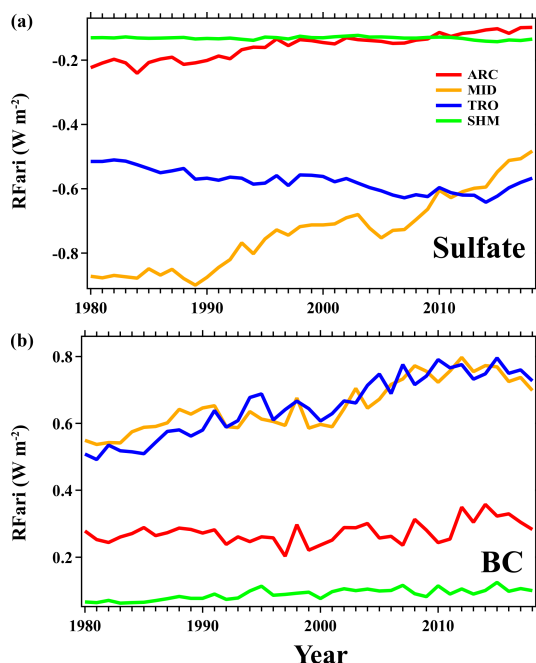 (a)
-0.2
-0.4
-0.6
-0.8
RFari (W m-2)
ARC
MID
TRO
SHM
Sulfate
1980 1990 2000 2010
(b)
0.8
0.6
0.4
0.2
RFari (W m-2)
BC
1980 1990 2000 2010
Year